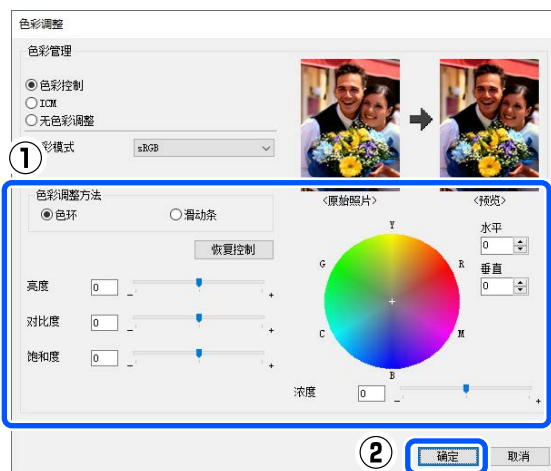 色彩调整
色彩管理
色彩控制
ICM
无色彩调整
①
彩模式 sRGB
色彩调整方法
色环 滑动条
恢复控制
亮度 0 - +
对比度 0 - +
饱和度 0 - +
<原始照片> <预览>
Y
G R
C M
B
水平
0
垂直
0
浓度 0 - +
②
确定 取消